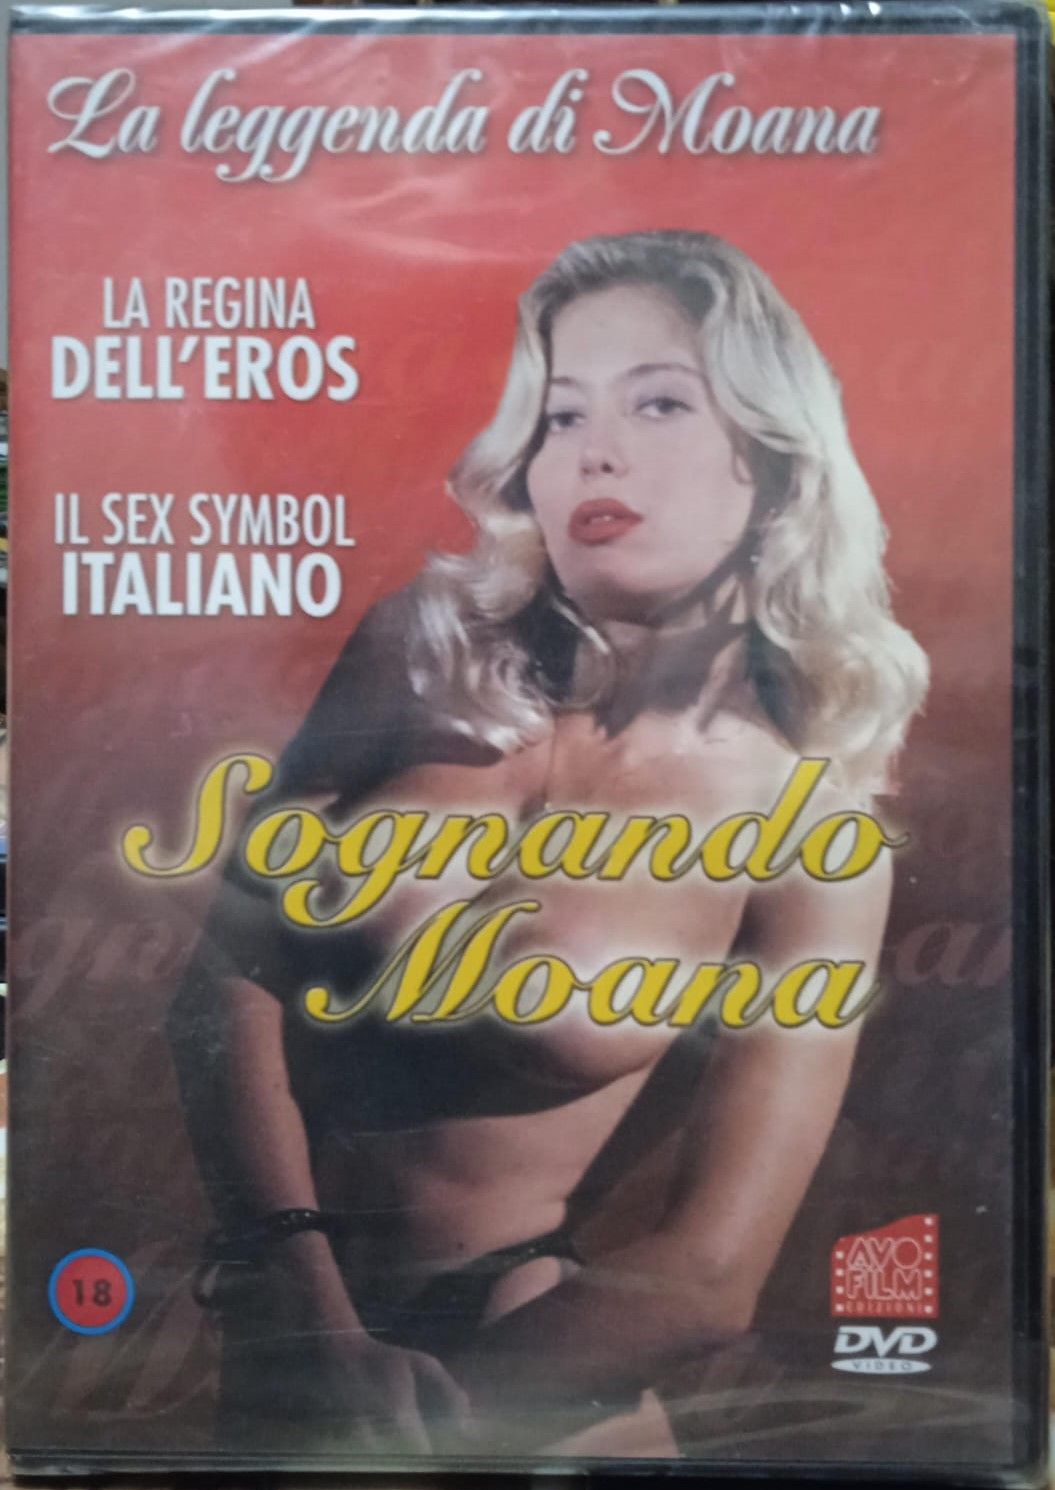 La leggenda di Moana
LA REGINA
DELL'EROS
IL SEX SYMBOL
ITALIANO
Sognando
Moana
18
AVO
FILM
EDIZIONI
DVD
VIDEO